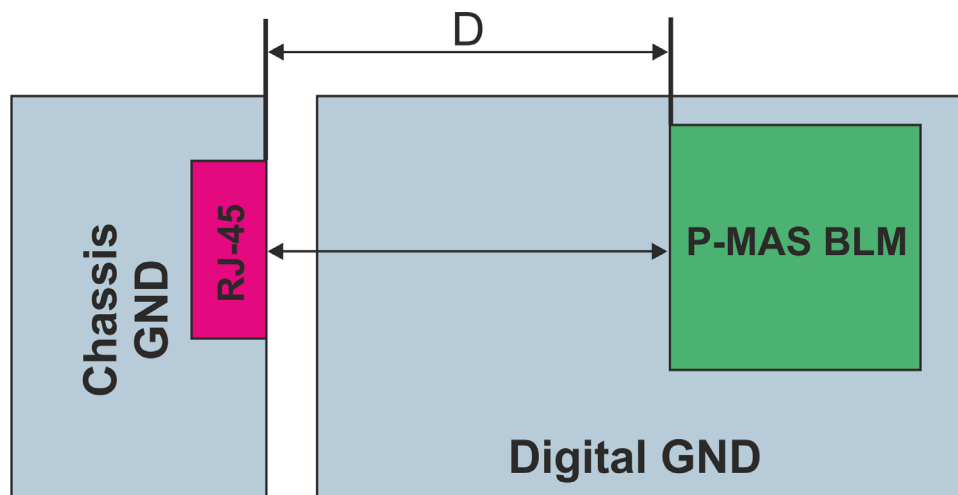 D
Chassis
GND
RJ-45
P-MAS BLM
Digital GND